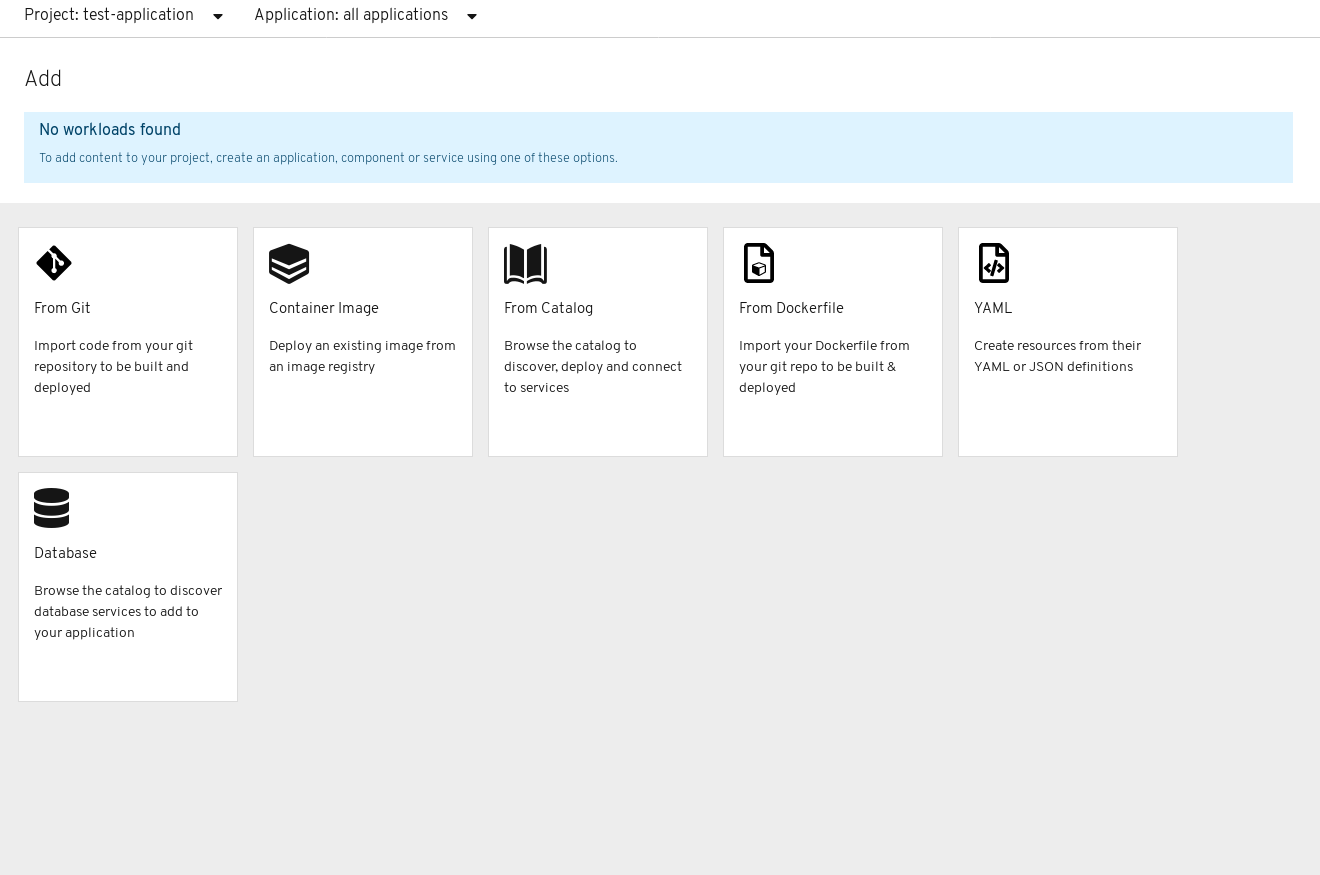 Project: test-application
Application: all applications
Add
No workloads found
To add content to your project, create an application, component or service using one of these options.
From Git
Import code from your git
repository to be built and
deployed
Container Image
Deploy an existing image from
an image registry
From Catalog
Browse the catalog to
discover, deploy and connect
to services
From Dockerfile
Import your Dockerfile from
your git repo to be built &
deployed
YAML
Create resources from their
YAML or JSON definitions
Database
Browse the catalog to discover
database services to add to
your application